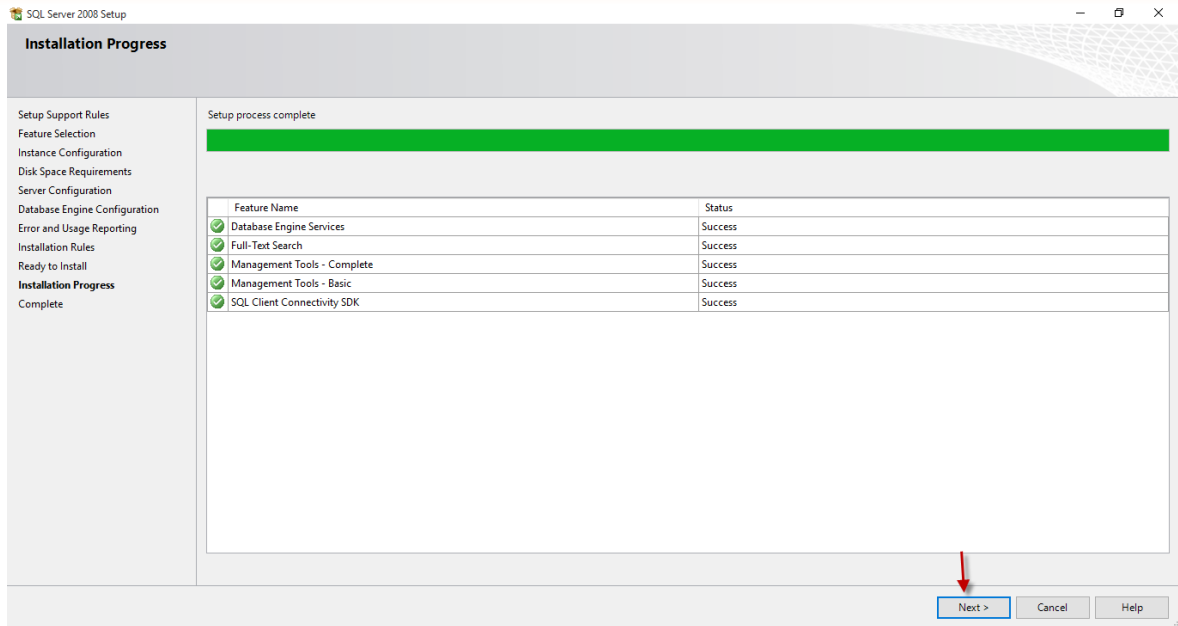 SQL Server 2008 Setup
Installation Progress
Setup Support Rules
Feature Selection
Instance Configuration
Disk Space Requirements
Server Configuration
Database Engine Configuration
Error and Usage Reporting
Installation Rules
Ready to Install
Installation Progress
Complete
Setup process complete
Feature Name Status
Database Engine Services Success
Full-Text Search Success
Management Tools - Complete Success
Management Tools - Basic Success
SQL Client Connectivity SDK Success
Next > Cancel Help